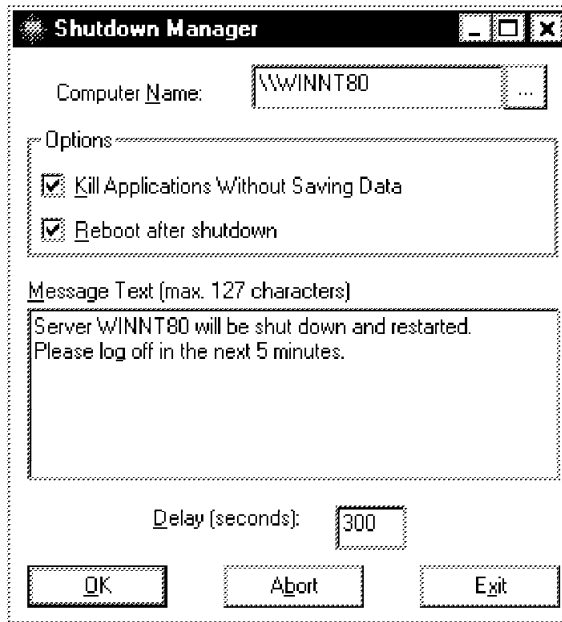 Shutdown Manager
Computer Name: \\WINNT80 ...
Options
Kill Applications Without Saving Data
Reboot after shutdown
Message Text (max. 127 characters)
Server WINNT80 will be shut down and restarted.
Please log off in the next 5 minutes.
Delay (seconds): 300
OK Abort Exit